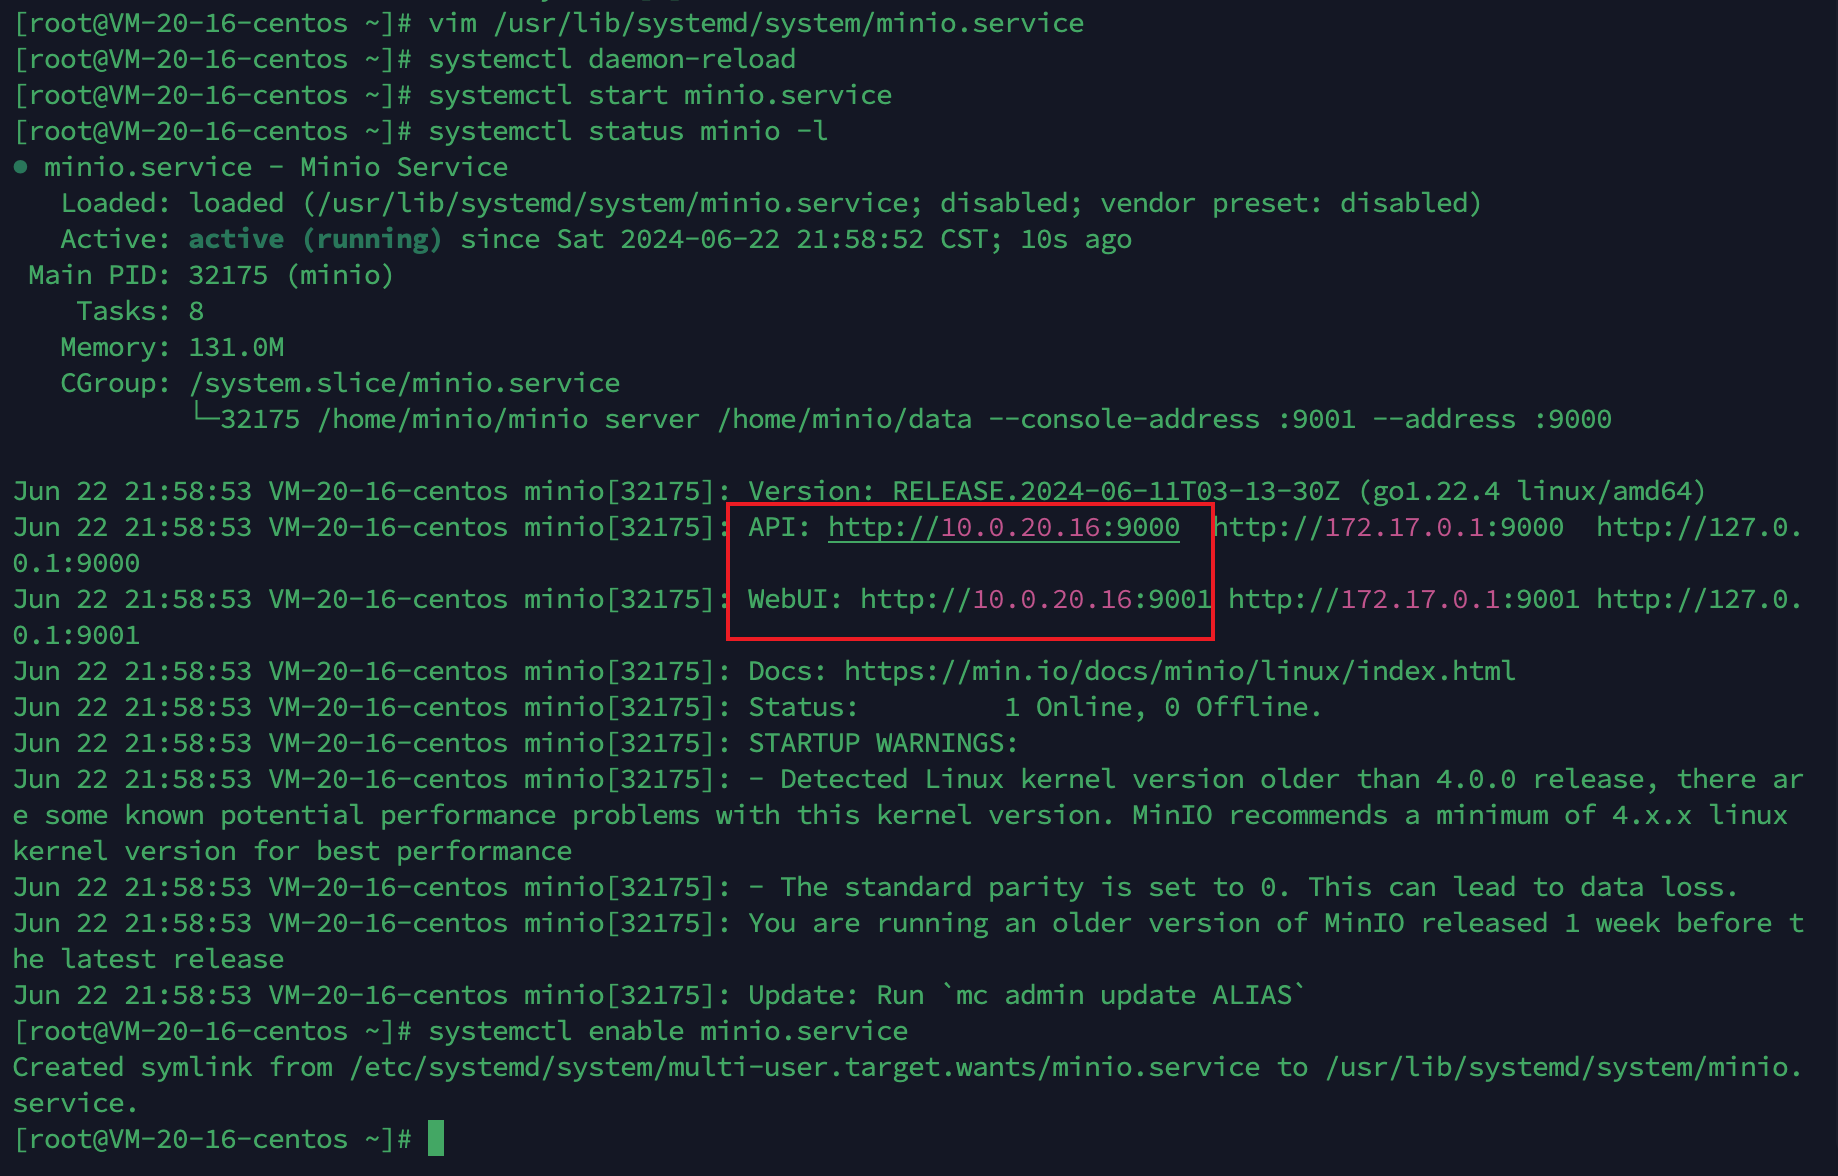 [root@VM-20-16-centos ~]# vim /usr/lib/systemd/system/minio.service
[root@VM-20-16-centos ~]# systemctl daemon-reload
[root@VM-20-16-centos ~]# systemctl start minio.service
[root@VM-20-16-centos ~]# systemctl status minio -l
● minio.service - Minio Service
   Loaded: loaded (/usr/lib/systemd/system/minio.service; disabled; vendor preset: disabled)
   Active: active (running) since Sat 2024-06-22 21:58:52 CST; 10s ago
 Main PID: 32175 (minio)
    Tasks: 8
   Memory: 131.0M
   CGroup: /system.slice/minio.service
           └─32175 /home/minio/minio server /home/minio/data --console-address :9001 --address :9000
Jun 22 21:58:53 VM-20-16-centos minio[32175]: Version: RELEASE.2024-06-11T03-13-30Z (go1.22.4 linux/amd64)
Jun 22 21:58:53 VM-20-16-centos minio[32175]: API: http://10.0.20.16:9000  http://172.17.0.1:9000  http://127.0.
0.1:9000
Jun 22 21:58:53 VM-20-16-centos minio[32175]: WebUI: http://10.0.20.16:9001 http://172.17.0.1:9001 http://127.0.
0.1:9001
Jun 22 21:58:53 VM-20-16-centos minio[32175]: Docs: https://min.io/docs/minio/linux/index.html
Jun 22 21:58:53 VM-20-16-centos minio[32175]: Status:         1 Online, 0 Offline.
Jun 22 21:58:53 VM-20-16-centos minio[32175]: STARTUP WARNINGS:
Jun 22 21:58:53 VM-20-16-centos minio[32175]: - Detected Linux kernel version older than 4.0.0 release, there ar
e some known potential performance problems with this kernel version. MinIO recommends a minimum of 4.x.x linux
kernel version for best performance
Jun 22 21:58:53 VM-20-16-centos minio[32175]: - The standard parity is set to 0. This can lead to data loss.
Jun 22 21:58:53 VM-20-16-centos minio[32175]: You are running an older version of MinIO released 1 week before t
he latest release
Jun 22 21:58:53 VM-20-16-centos minio[32175]: Update: Run `mc admin update ALIAS`
[root@VM-20-16-centos ~]# systemctl enable minio.service
Created symlink from /etc/systemd/system/multi-user.target.wants/minio.service to /usr/lib/systemd/system/minio.
service.
[root@VM-20-16-centos ~]#